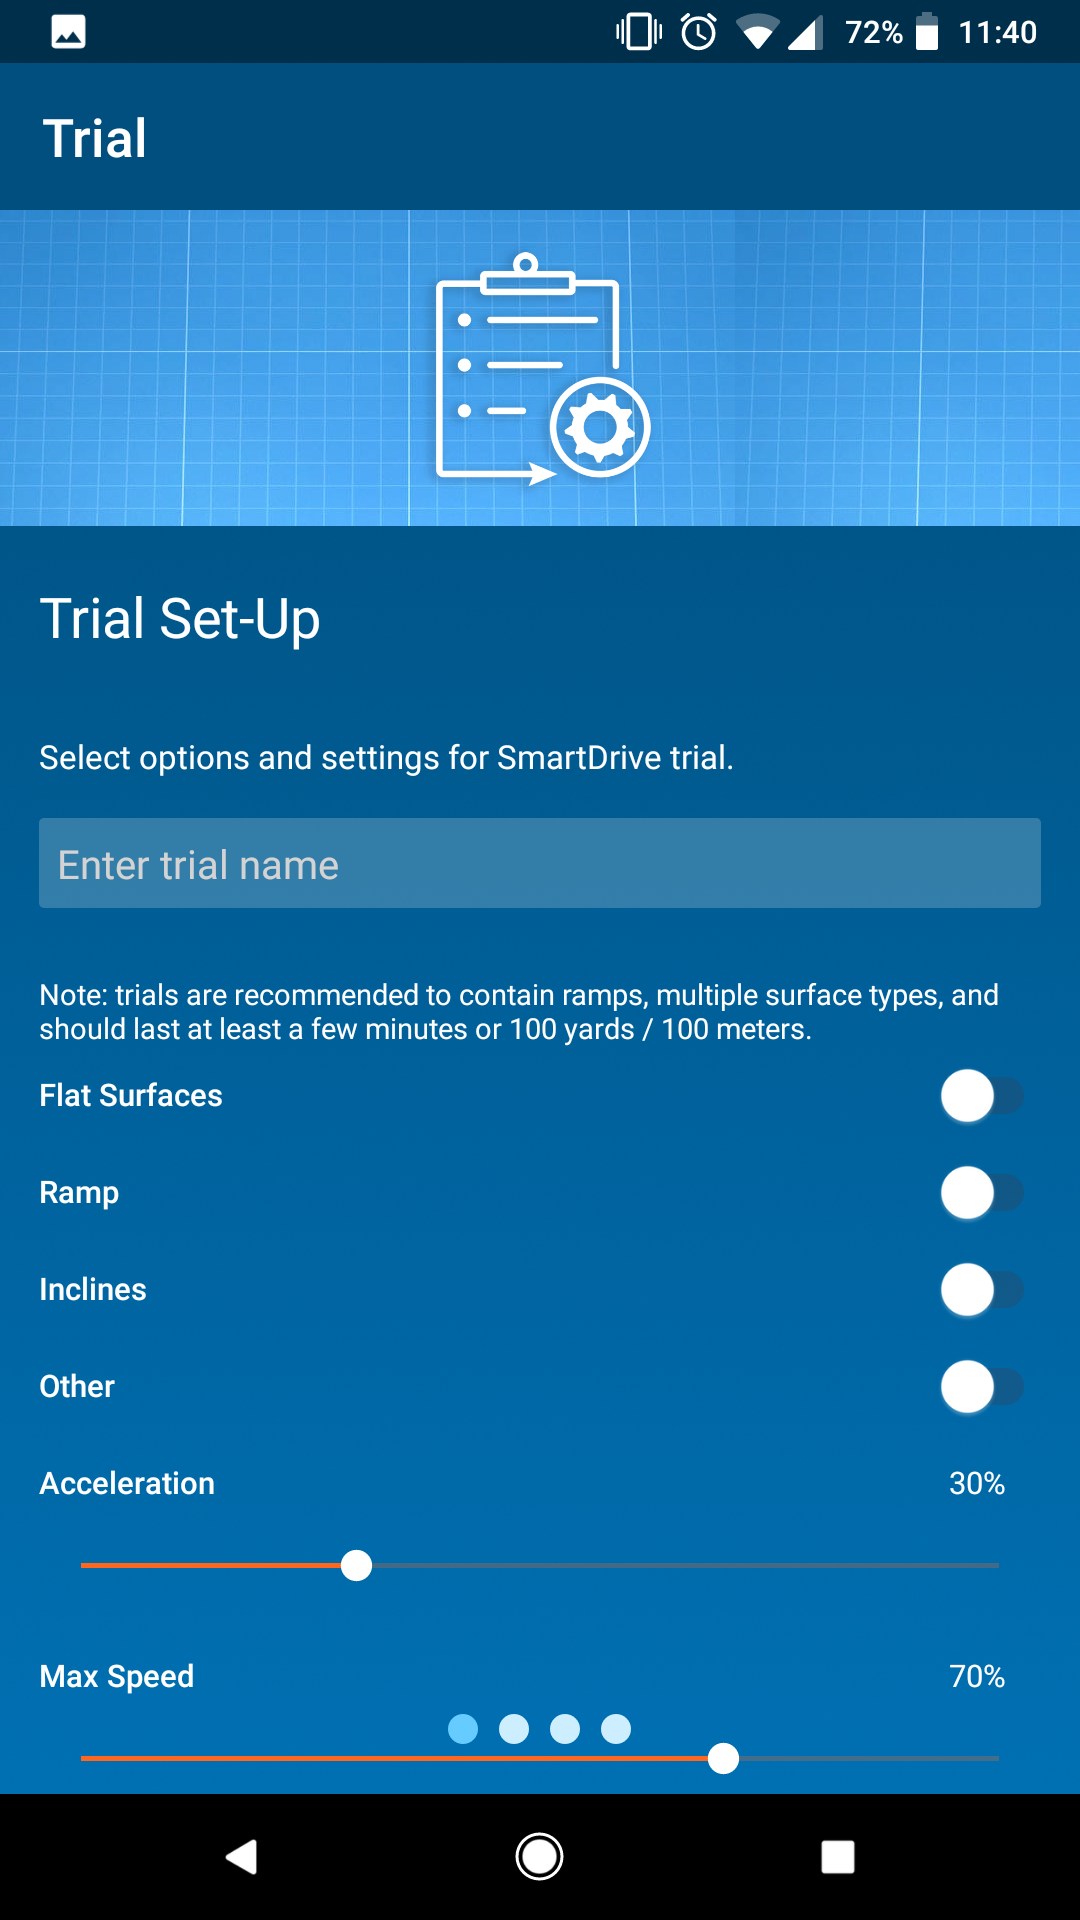 72% 11:40
Trial
Trial Set-Up
Select options and settings for SmartDrive trial.
Enter trial name
Note: trials are recommended to contain ramps, multiple surface types, and
should last at least a few minutes or 100 yards / 100 meters.
Flat Surfaces
Ramp
Inclines
Other
Acceleration 30%
Max Speed 70%